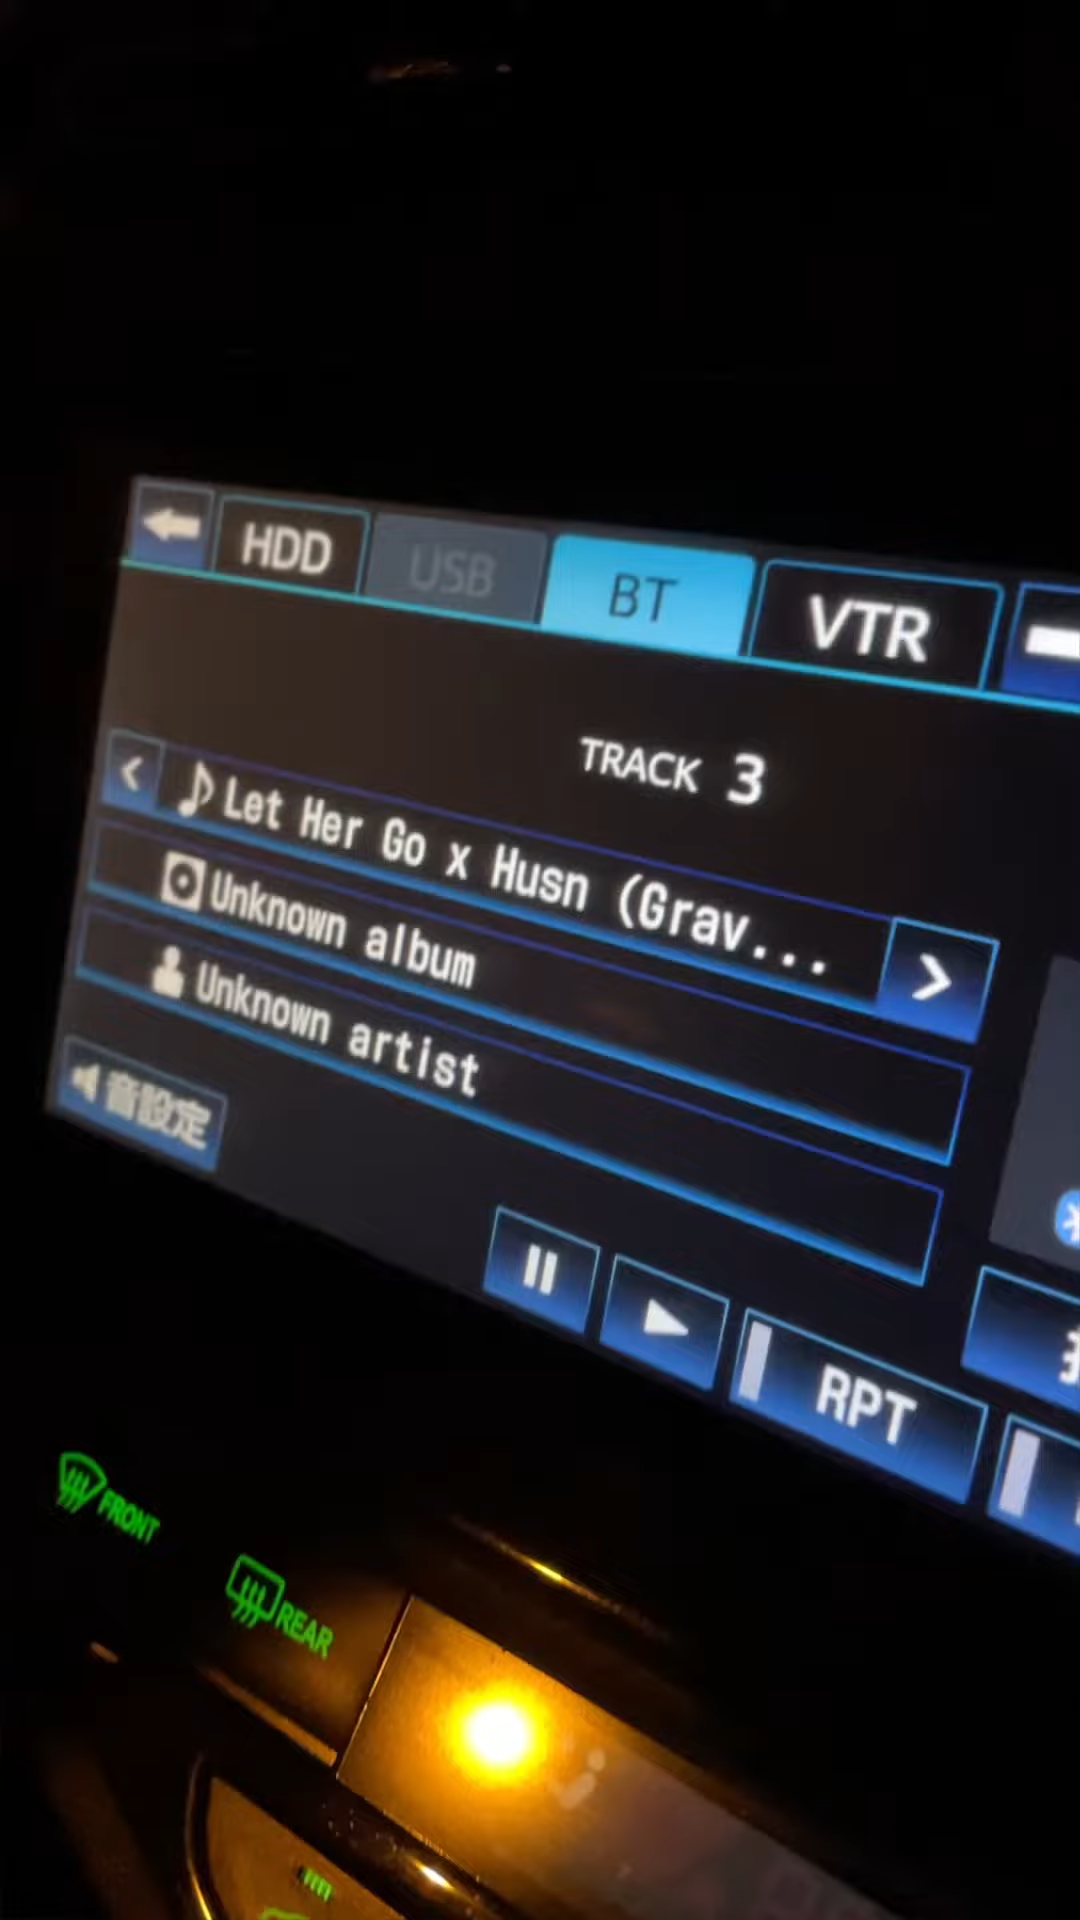 HDD USB BT VTR
TRACK 3
Let Her Go x Husn (Grav...
Unknown album
Unknown artist
音設定
RPT
FRONT
REAR